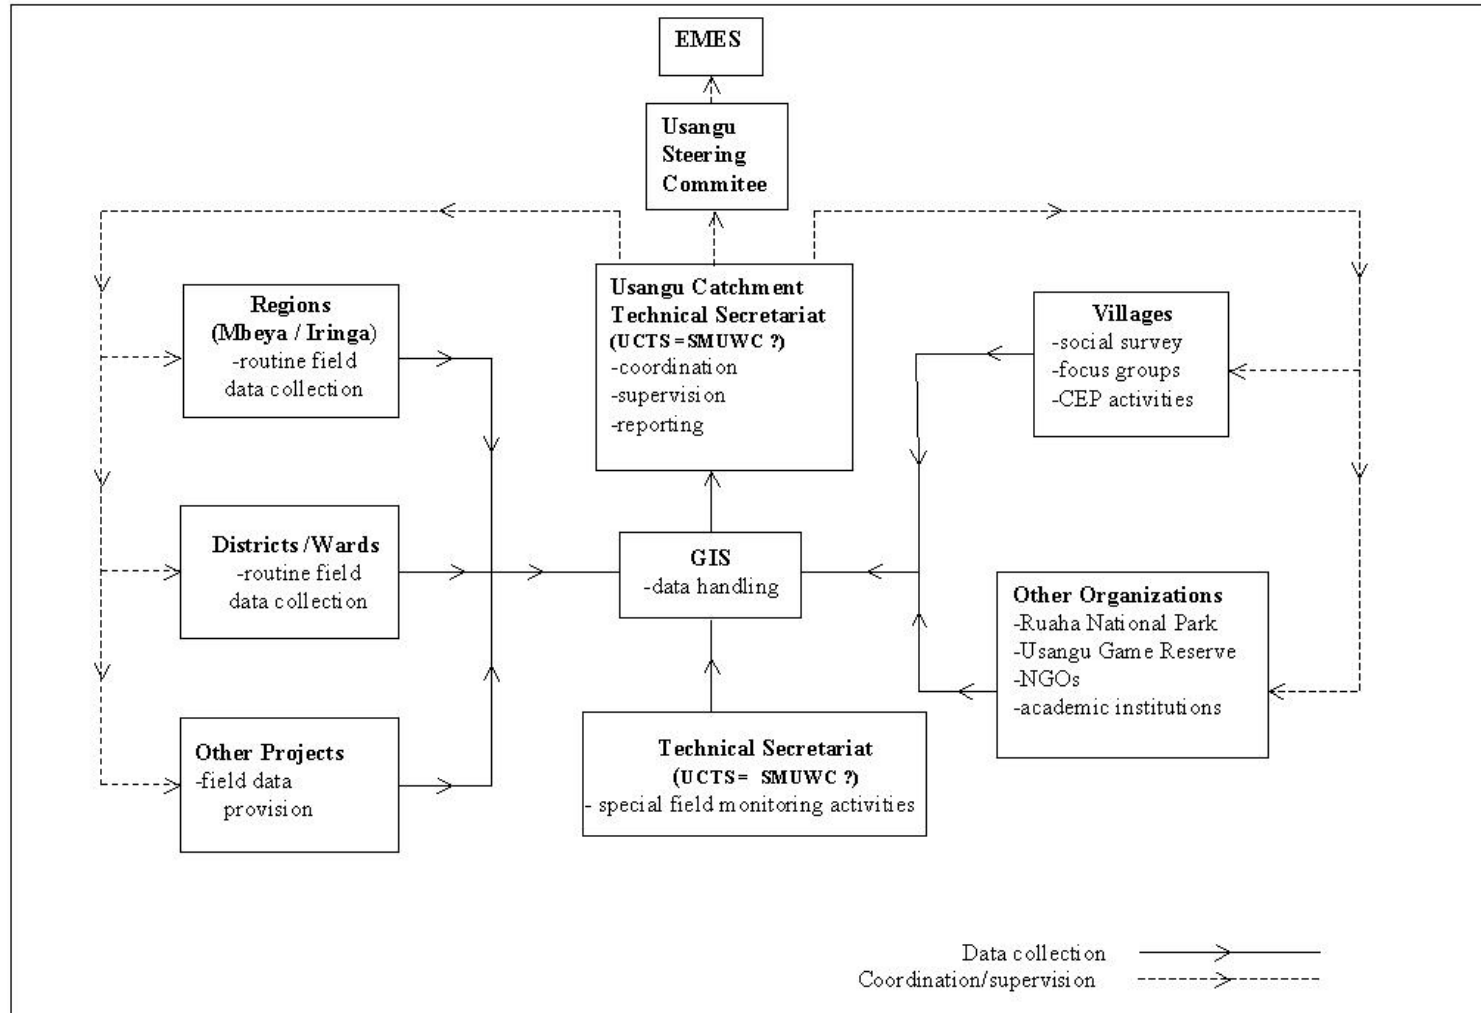 EMES
Usangu
Steering
Commitee
Usangu Catchment
Technical Secretariat
(UCTS =SMUWC ?)
-coordination
-supervision
-reporting
Regions
(Mbeya / Iringa)
-routine field
data collection
Villages
-social survey
-focus groups
-CEP activities
Districts /Wards
-routine field
data collection
GIS
-data handling
Other Organizations
-Ruaha National Park
-Usangu Game Reserve
-NGOs
-academic institutions
Other Projects
-field data
provision
Technical Secretariat
(UCTS = SMUWC ?)
- special field monitoring activities
Data collection
Coordination/supervision